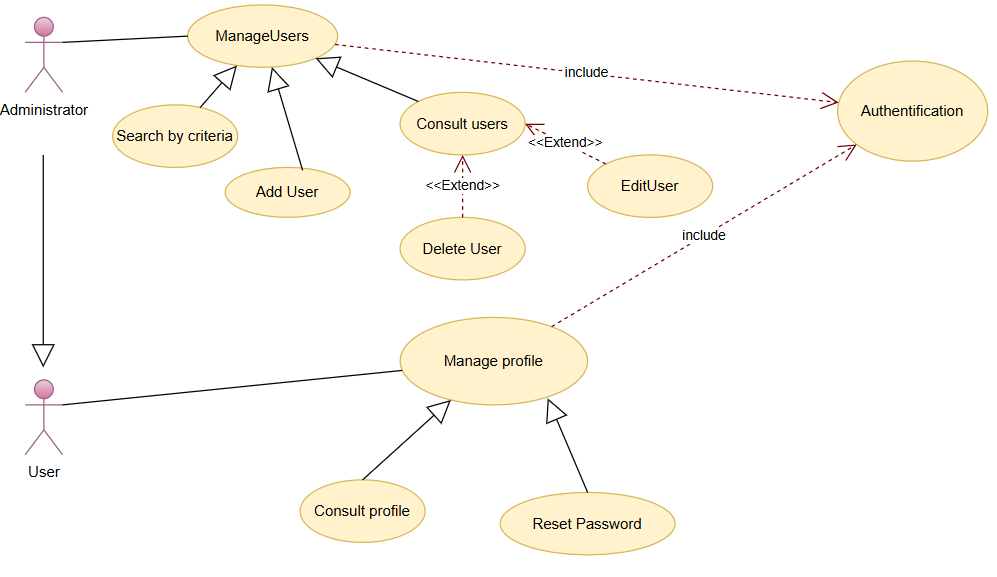 ManageUsers
include
Administrator
Authentification
Search by criteria
Consult users
<<Extend>>
Add User
<<Extend>>
EditUser
Delete User
include
Manage profile
User
Consult profile
Reset Password